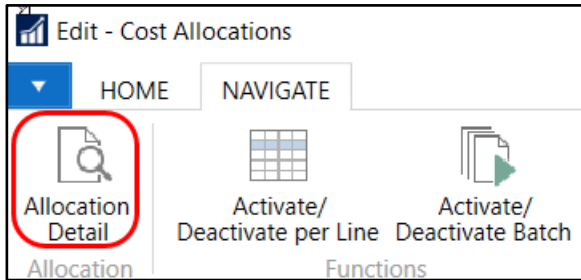 Edit - Cost Allocations
HOME NAVIGATE
Allocation Detail
Activate/ Deactivate per Line
Activate/ Deactivate Batch
Allocation
Functions